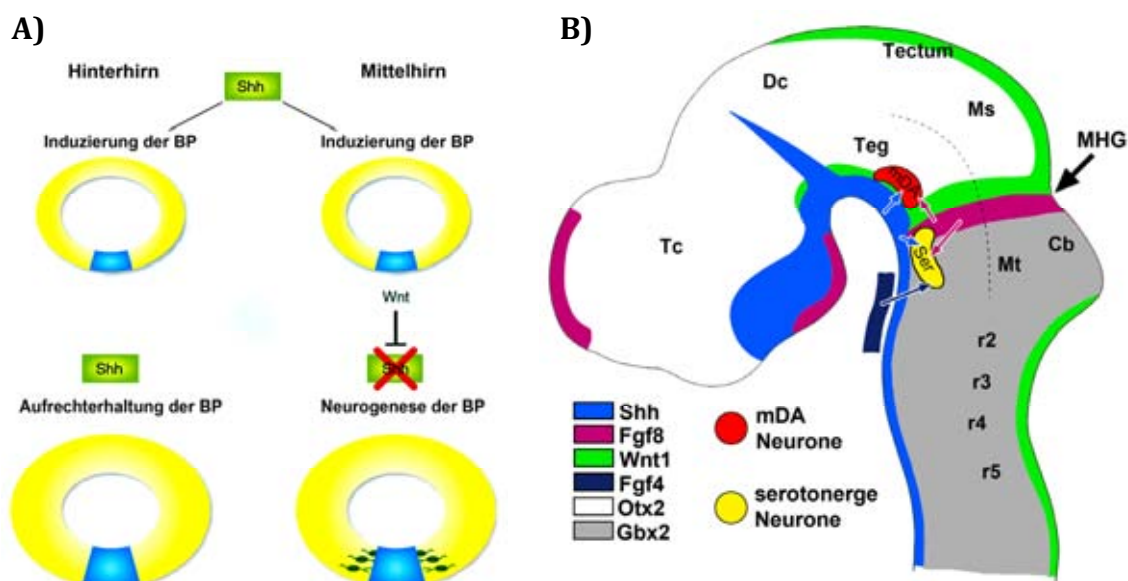 A)
Hinterhirn
Mittelhirn
Shh
Induzierung der BP
Induzierung der BP
Wnt
Shh
Shh
Aufrechterhaltung der BP
Neurogenese der BP
B)
Tectum
Dc
Ms
MHG
Teg
mDA
Tc
Ser
Mt
Cb
r2
r3
r4
r5
Shh
Fgf8
Wnt1
Fgf4
Otx2
Gbx2
mDA
Neurone
serotonerge
Neurone